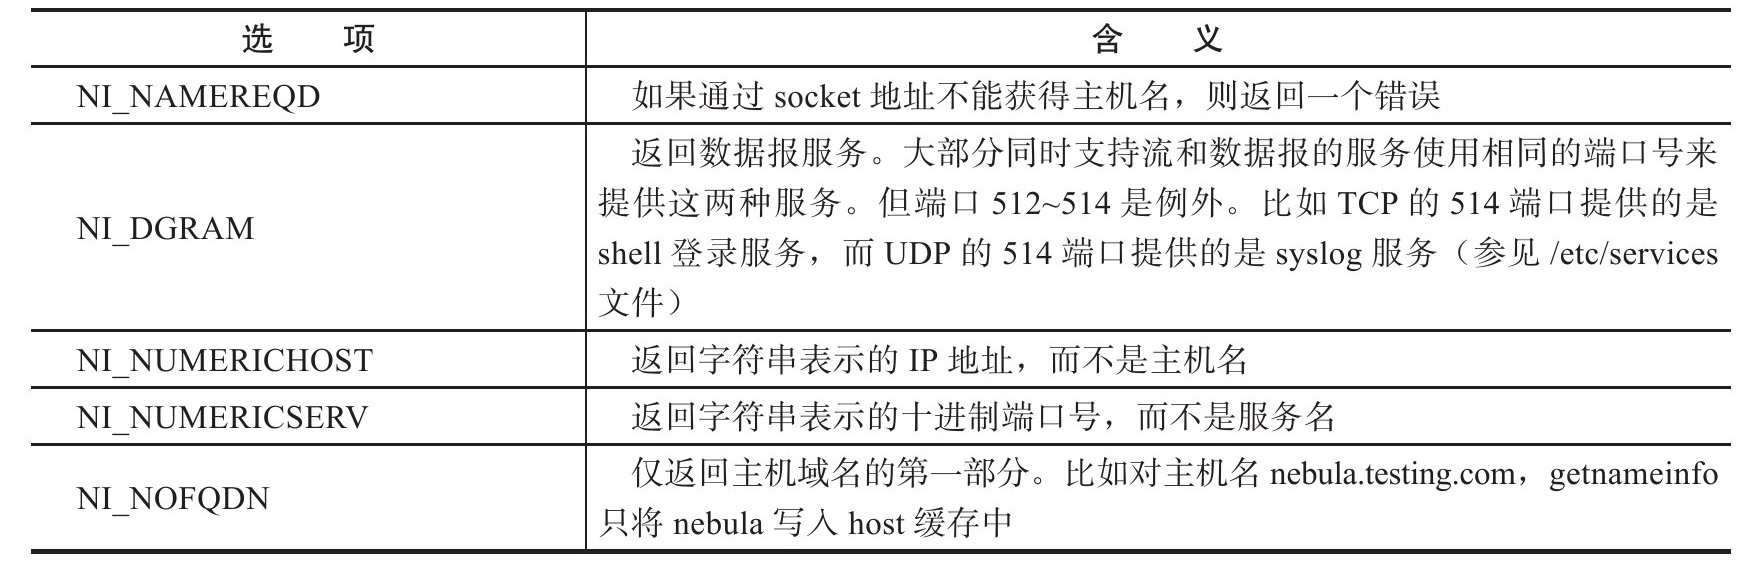 选 项 含 义
NI_NAMEREQD 如果通过 socket 地址不能获得主机名，则返回一个错误
NI_DGRAM
返回数据报服务。大部分同时支持流和数据报的服务使用相同的端口号来
提供这两种服务。但端口 512~514 是例外。比如 TCP 的 514 端口提供的是
shell 登录服务，而 UDP 的 514 端口提供的是 syslog 服务（参见 /etc/services
文件）
NI_NUMERICHOST 返回字符串表示的 IP 地址，而不是主机名
NI_NUMERICSERV 返回字符串表示的十进制端口号，而不是服务名
NI_NOFQDN
仅返回主机域名的第一部分。比如对主机名 nebula.testing.com，getnameinfo
只将 nebula 写入 host 缓存中